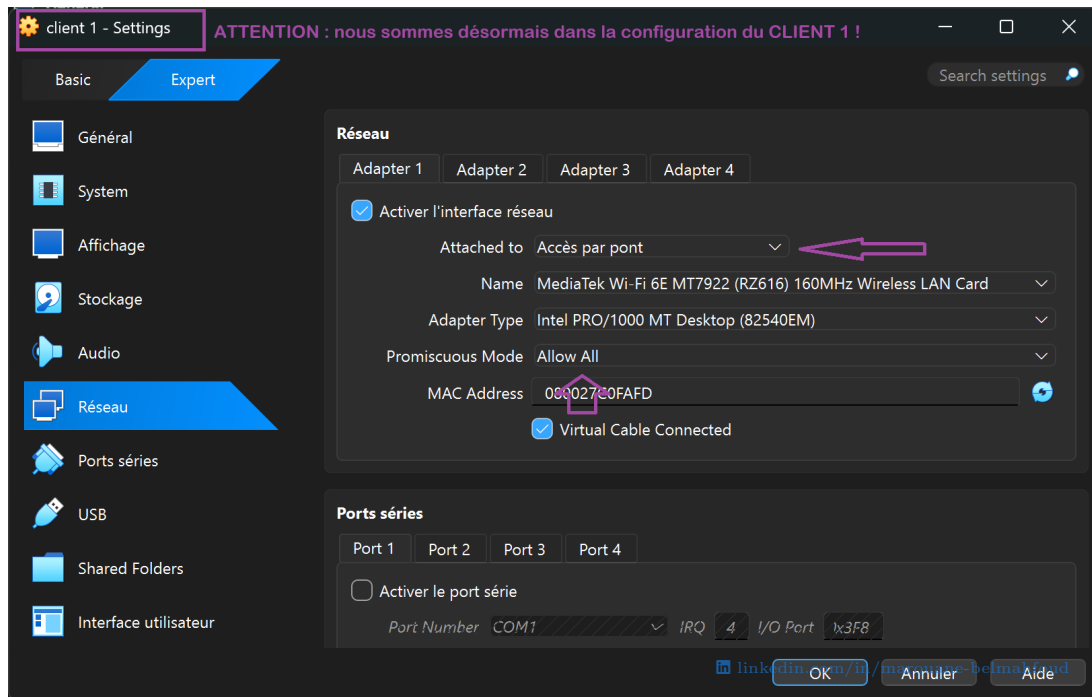 client 1 - Settings
ATTENTION : nous sommes désormais dans la configuration du CLIENT 1 !
Basic
Expert
Search settings
Général
System
Affichage
Stockage
Audio
Réseau
Ports séries
USB
Shared Folders
Interface utilisateur
Réseau
Adapter 1 Adapter 2 Adapter 3 Adapter 4
Activer l'interface réseau
Attached to Accès par pont
Name MediaTek Wi-Fi 6E MT7922 (RZ616) 160MHz Wireless LAN Card
Adapter Type Intel PRO/1000 MT Desktop (82540EM)
Promiscuous Mode Allow All
MAC Address
Virtual Cable Connected
Ports séries
Port 1 Port 2 Port 3 Port 4
Activer le port série
Port Number COM1 IRQ 4 I/O Port
OK Annuler Aide